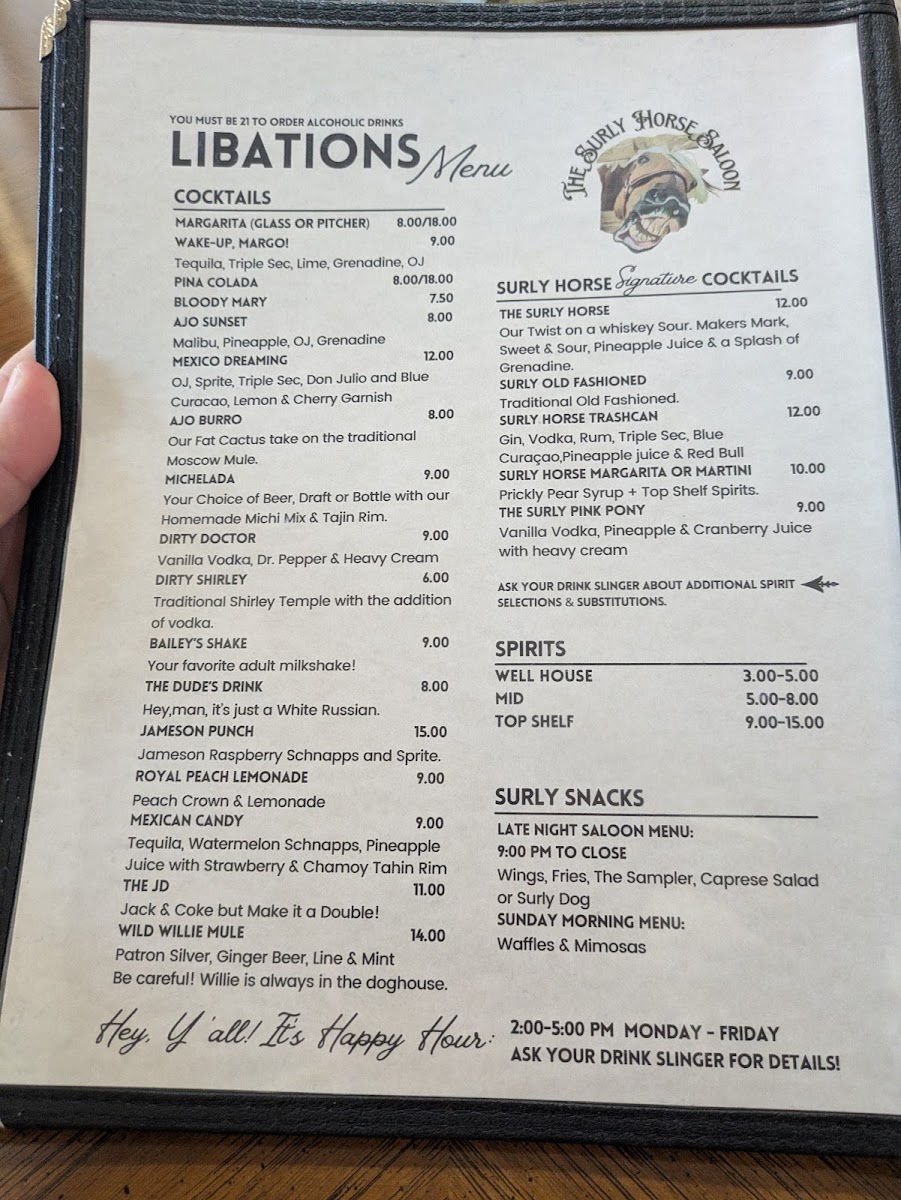 YOU MUST BE 21 TO ORDER ALCOHOLIC DRINKS
LIBATIONS Menu
COCKTAILS
MARGARITA (GLASS OR PITCHER) 8.00/18.00
WAKE-UP, MARGO! 9.00
Tequila, Triple Sec, Lime, Grenadine, OJ
PINA COLADA 8.00/18.00
BLOODY MARY 7.50
AJO SUNSET 8.00
Malibu, Pineapple, OJ, Grenadine
MEXICO DREAMING 12.00
OJ, Sprite, Triple Sec, Don Julio and Blue
Curacao, Lemon & Cherry Garnish
AJO BURRO 8.00
Our Fat Cactus take on the traditional
Moscow Mule.
MICHELADA 9.00
Your Choice of Beer, Draft or Bottle with our
Homemade Michi Mix & Tajin Rim.
DIRTY DOCTOR 9.00
Vanilla Vodka, Dr. Pepper & Heavy Cream
DIRTY SHIRLEY 6.00
Traditional Shirley Temple with the addition
of vodka.
BAILEY'S SHAKE 9.00
Your favorite adult milkshake!
THE DUDE'S DRINK 8.00
Hey,man, it's just a White Russian.
JAMESON PUNCH 15.00
Jameson Raspberry Schnapps and Sprite.
ROYAL PEACH LEMONADE 9.00
Peach Crown & Lemonade
MEXICAN CANDY 9.00
Tequila, Watermelon Schnapps, Pineapple
Juice with Strawberry & Chamoy Tahin Rim
THE JD 11.00
Jack & Coke but Make it a Double!
WILD WILLIE MULE 14.00
Patron Silver, Ginger Beer, Line & Mint
Be careful! Willie is always in the doghouse.
THE SURLY HORSE SALOON
SURLY HORSE Signature COCKTAILS
THE SURLY HORSE 12.00
Our Twist on a whiskey Sour. Makers Mark,
Sweet & Sour, Pineapple Juice & a Splash of
Grenadine.
SURLY OLD FASHIONED 9.00
Traditional Old Fashioned.
SURLY HORSE TRASHCAN 12.00
Gin, Vodka, Rum, Triple Sec, Blue
Curaçao,Pineapple juice & Red Bull
SURLY HORSE MARGARITA OR MARTINI 10.00
Prickly Pear Syrup + Top Shelf Spirits.
THE SURLY PINK PONY 9.00
Vanilla Vodka, Pineapple & Cranberry Juice
with heavy cream
ASK YOUR DRINK SLINGER ABOUT ADDITIONAL SPIRIT
SELECTIONS & SUBSTITUTIONS.
SPIRITS
WELL HOUSE 3.00-5.00
MID 5.00-8.00
TOP SHELF 9.00-15.00
SURLY SNACKS
LATE NIGHT SALOON MENU:
9:00 PM TO CLOSE
Wings, Fries, The Sampler, Caprese Salad
or Surly Dog
SUNDAY MORNING MENU:
Waffles & Mimosas
Hey, Y'all! It's Happy Hour: 2:00-5:00 PM MONDAY - FRIDAY
ASK YOUR DRINK SLINGER FOR DETAILS!